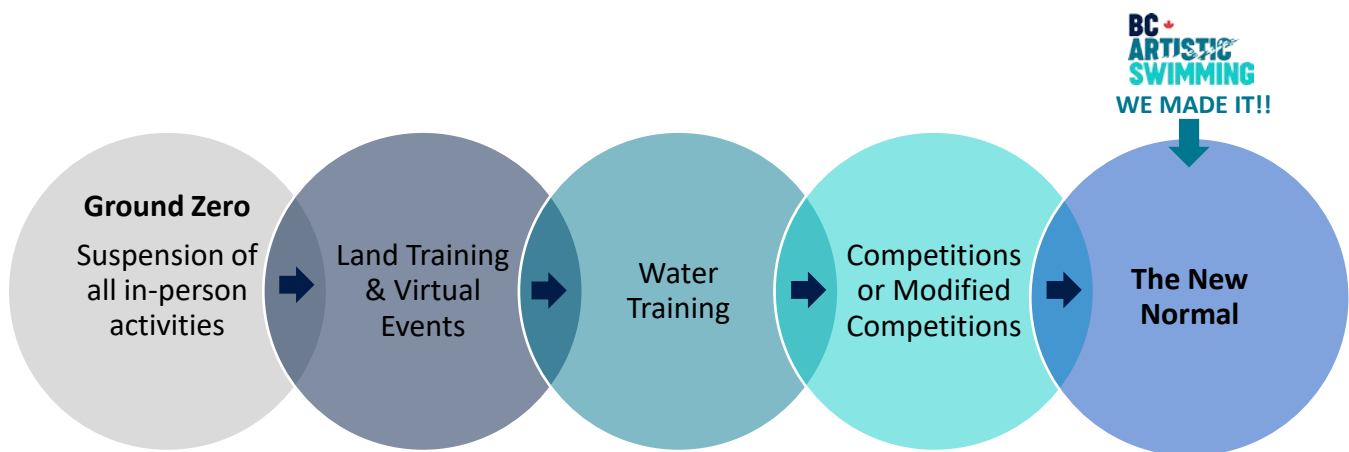 BC
ARTISTIC
SWIMMING
WE MADE IT!!
Ground Zero
Suspension of
all in-person
activities
Land Training
& Virtual
Events
Water
Training
Competitions
or Modified
Competitions
The New
Normal